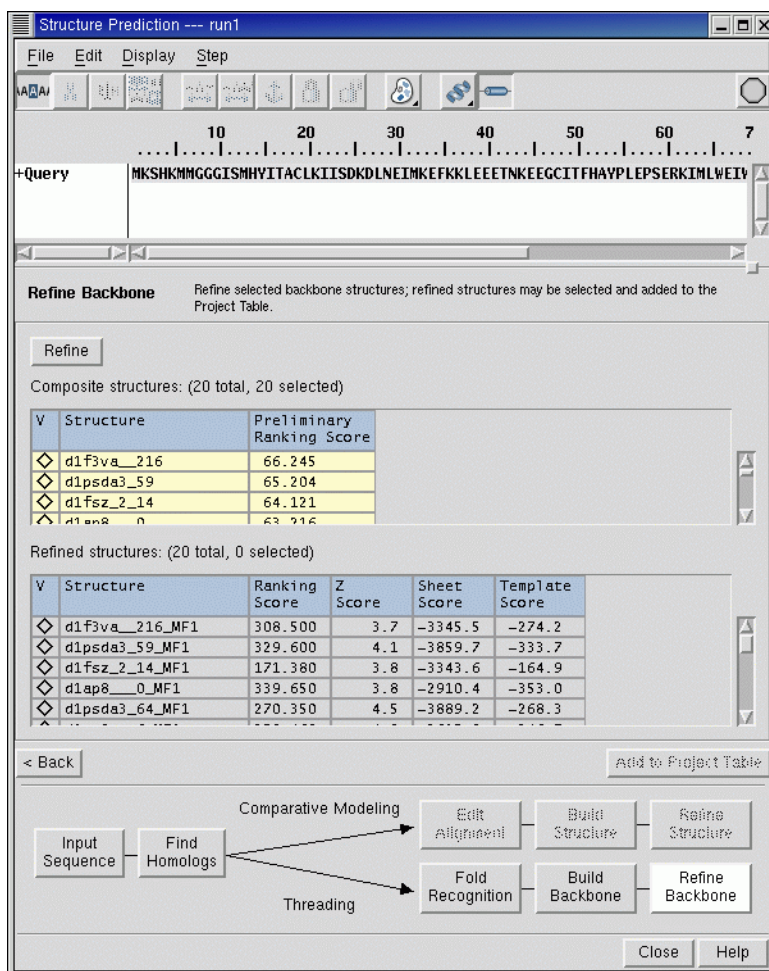 Structure Prediction --- run1
File Edit Display Step
10 20 30 40 50 60 7
+Query MKSHKMMGGGISMHYITACLKIISDKDLNEIMKEFKKLEEETNKEEGCITFHAYPLEPSERKIMLWEIV
Refine Backbone Refine selected backbone structures; refined structures may be selected and added to the
Project Table.
Refine
Composite structures: (20 total, 20 selected)
V Structure Preliminary
Ranking Score
d1f3va__216 66.245
d1psda3_59 65.204
d1fsz_2_14 64.121
d1ap8___0 63.216
Refined structures: (20 total, 0 selected)
V Structure Ranking Z Sheet Template
Score Score Score Score
d1f3va__216_MF1 308.500 3.7 -3345.5 -274.2
d1psda3_59_MF1 329.600 4.1 -3859.7 -333.7
d1fsz_2_14_MF1 171.380 3.8 -3343.6 -164.9
d1ap8___0_MF1 339.650 3.8 -2910.4 -353.0
d1psda3_64_MF1 270.350 4.5 -3889.2 -268.3
< Back Add to Project Table
Comparative Modeling
Edit Build Refine
Alignment Structure Structure
Input Find
Sequence Homologs
Fold Build Refine
Recognition Backbone Backbone
Threading
Close Help